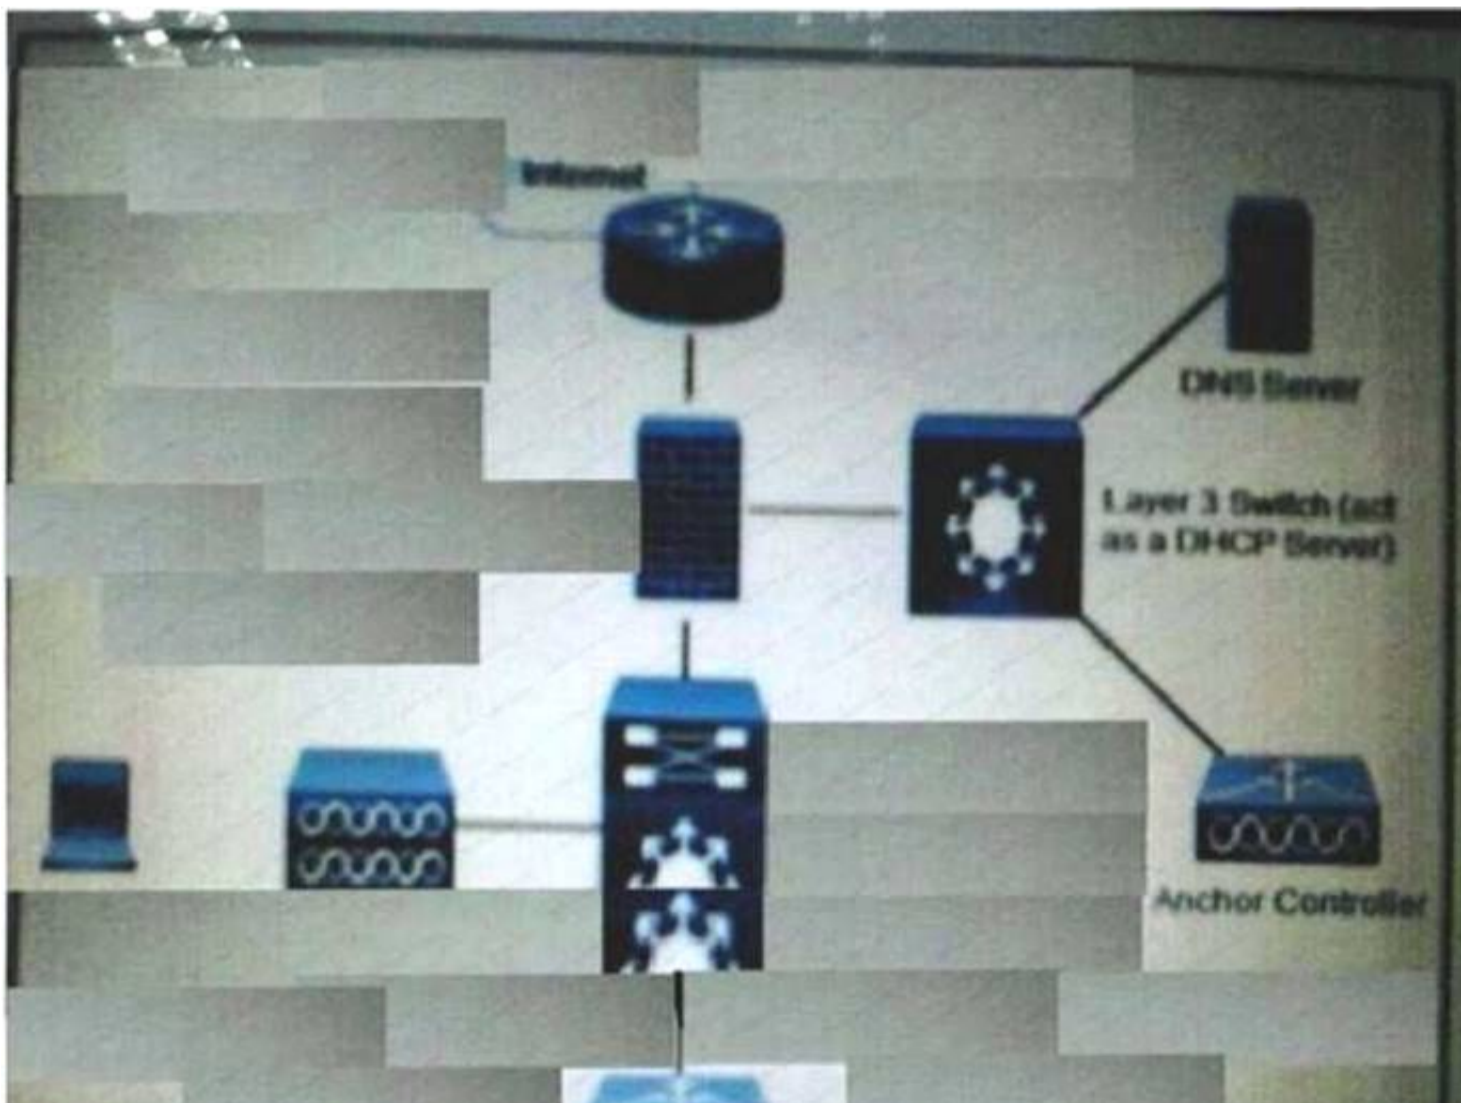 Internet
DNS Server
Layer 3 Switch (act
as a DHCP Server)
Anchor Controller